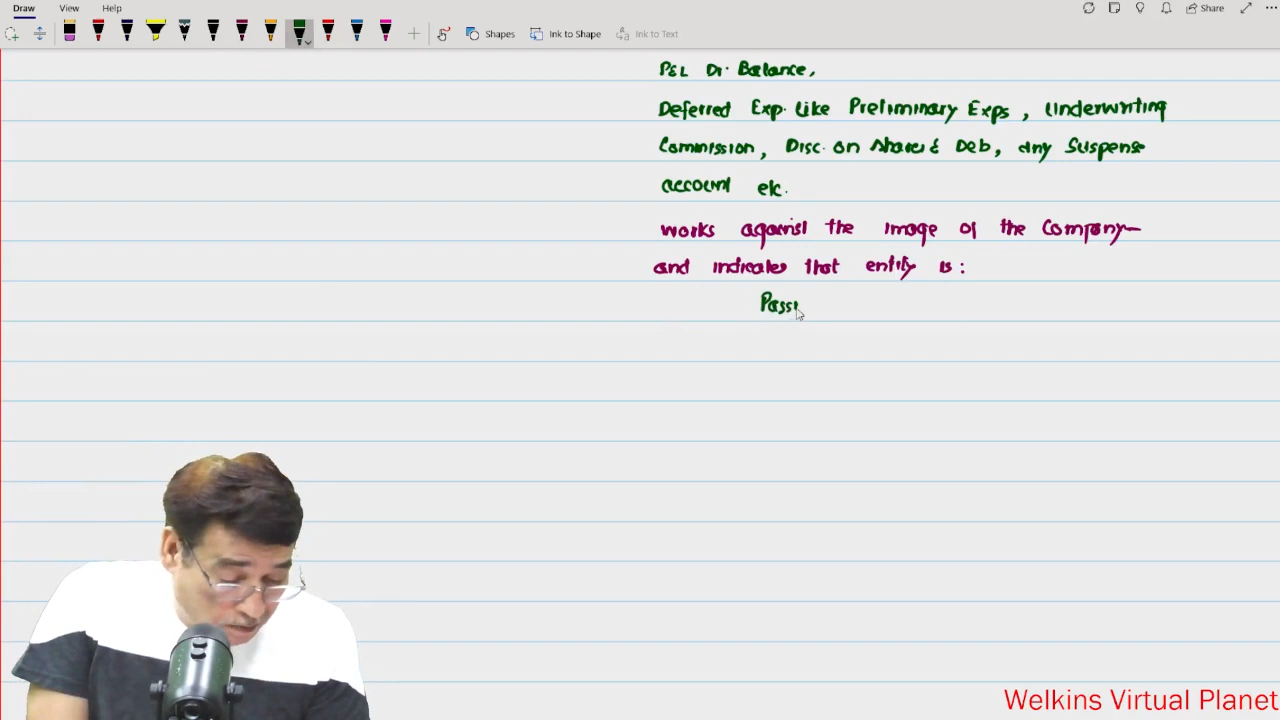 Draw View Help
Shapes Ink to Shape Ink to Text Share
P&L Dr. Balance,
Deferred Exp. Like Preliminary Exps, Underwriting
Commission, Disc. on Share & Deb, any Suspense
account etc.
works against the image of the Company
and indicates that entity is:
Passi
Welkins Virtual Planet